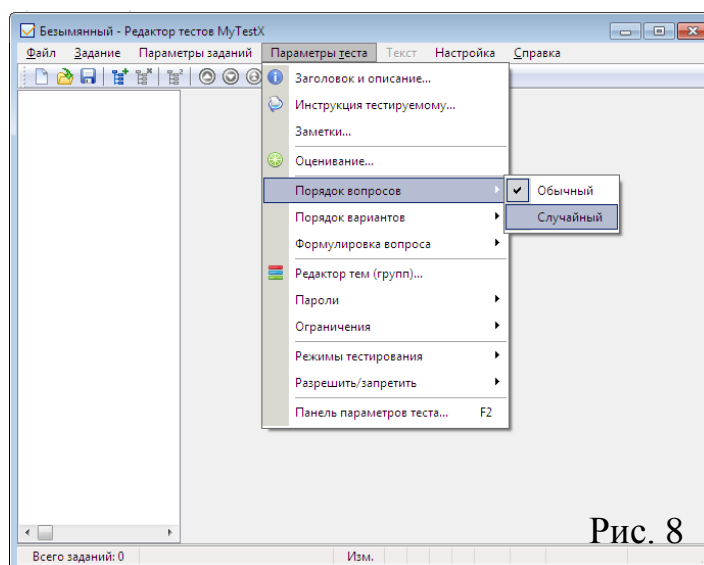 Безымянный - Редактор тестов MyTestX
Файл Задание Параметры заданий Параметры теста Текст Настройка Справка
Заголовок и описание...
Инструкция тестируемому...
Заметки...
Оценивание...
Порядок вопросов
Обычный
Порядок вариантов
Случайный
Формулировка вопроса
Редактор тем (групп)...
Пароли
Ограничения
Режимы тестирования
Разрешить/запретить
Панель параметров теста... F2
Рис. 8
Всего заданий: 0 Изм.